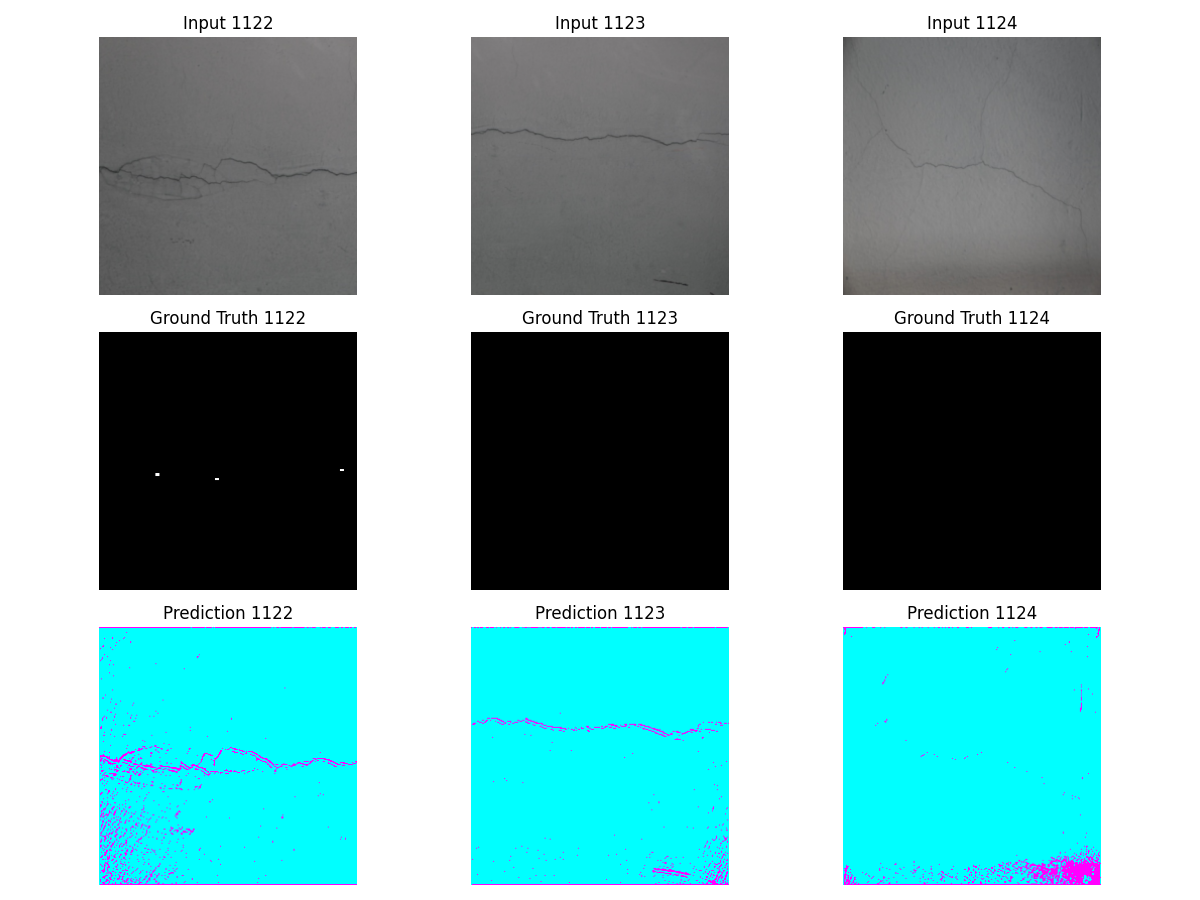 Input 1122
Input 1123
Input 1124
Ground Truth 1122
Ground Truth 1123
Ground Truth 1124
Prediction 1122
Prediction 1123
Prediction 1124